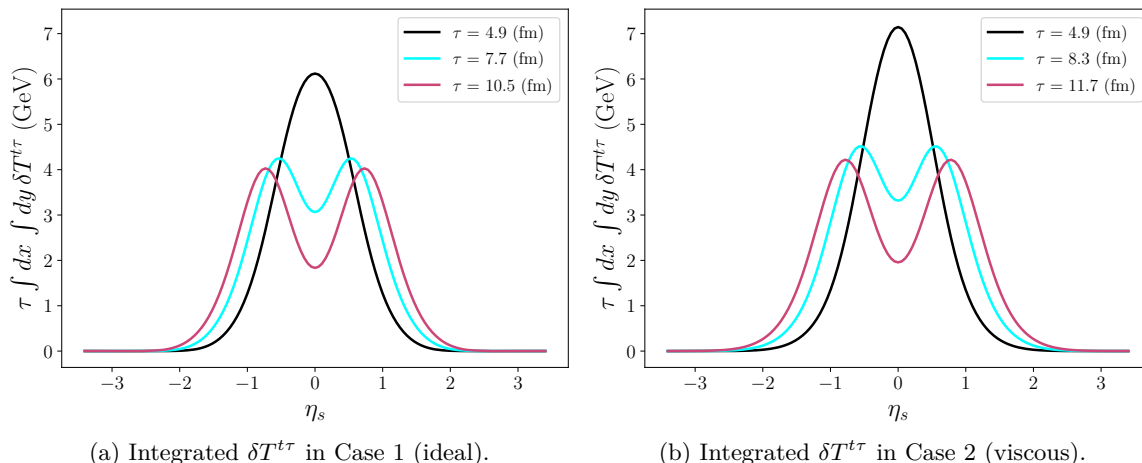 τ ∫ dx ∫ dy δT^{tτ} (GeV)
7
6
5
4
3
2
1
0
τ = 4.9 (fm)
τ = 7.7 (fm)
τ = 10.5 (fm)
−3 −2 −1 0 1 2 3
η_s
(a) Integrated δT^{tτ} in Case 1 (ideal).
τ ∫ dx ∫ dy δT^{tτ} (GeV)
7
6
5
4
3
2
1
0
τ = 4.9 (fm)
τ = 8.3 (fm)
τ = 11.7 (fm)
−3 −2 −1 0 1 2 3
η_s
(b) Integrated δT^{tτ} in Case 2 (viscous).